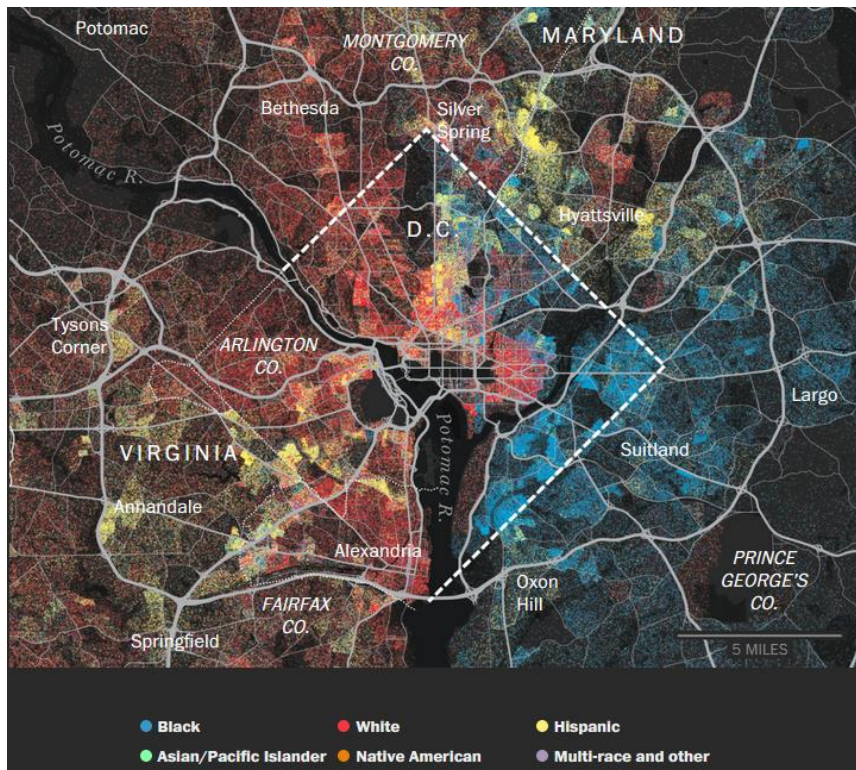 Potomac
MONTGOMERY
CO.
MARYLAND
Bethesda
Silver
Spring
Potomac R.
Hyattsville
D.C.
Tysons
Corner
ARLINGTON
CO.
Largo
Potomac R.
Suitland
VIRGINIA
Annandale
Alexandria
PRINCE
GEORGE'S
CO.
Oxon
Hill
FAIRFAX
CO.
Springfield
5 MILES
Black
White
Hispanic
Asian/Pacific Islander
Native American
Multi-race and other